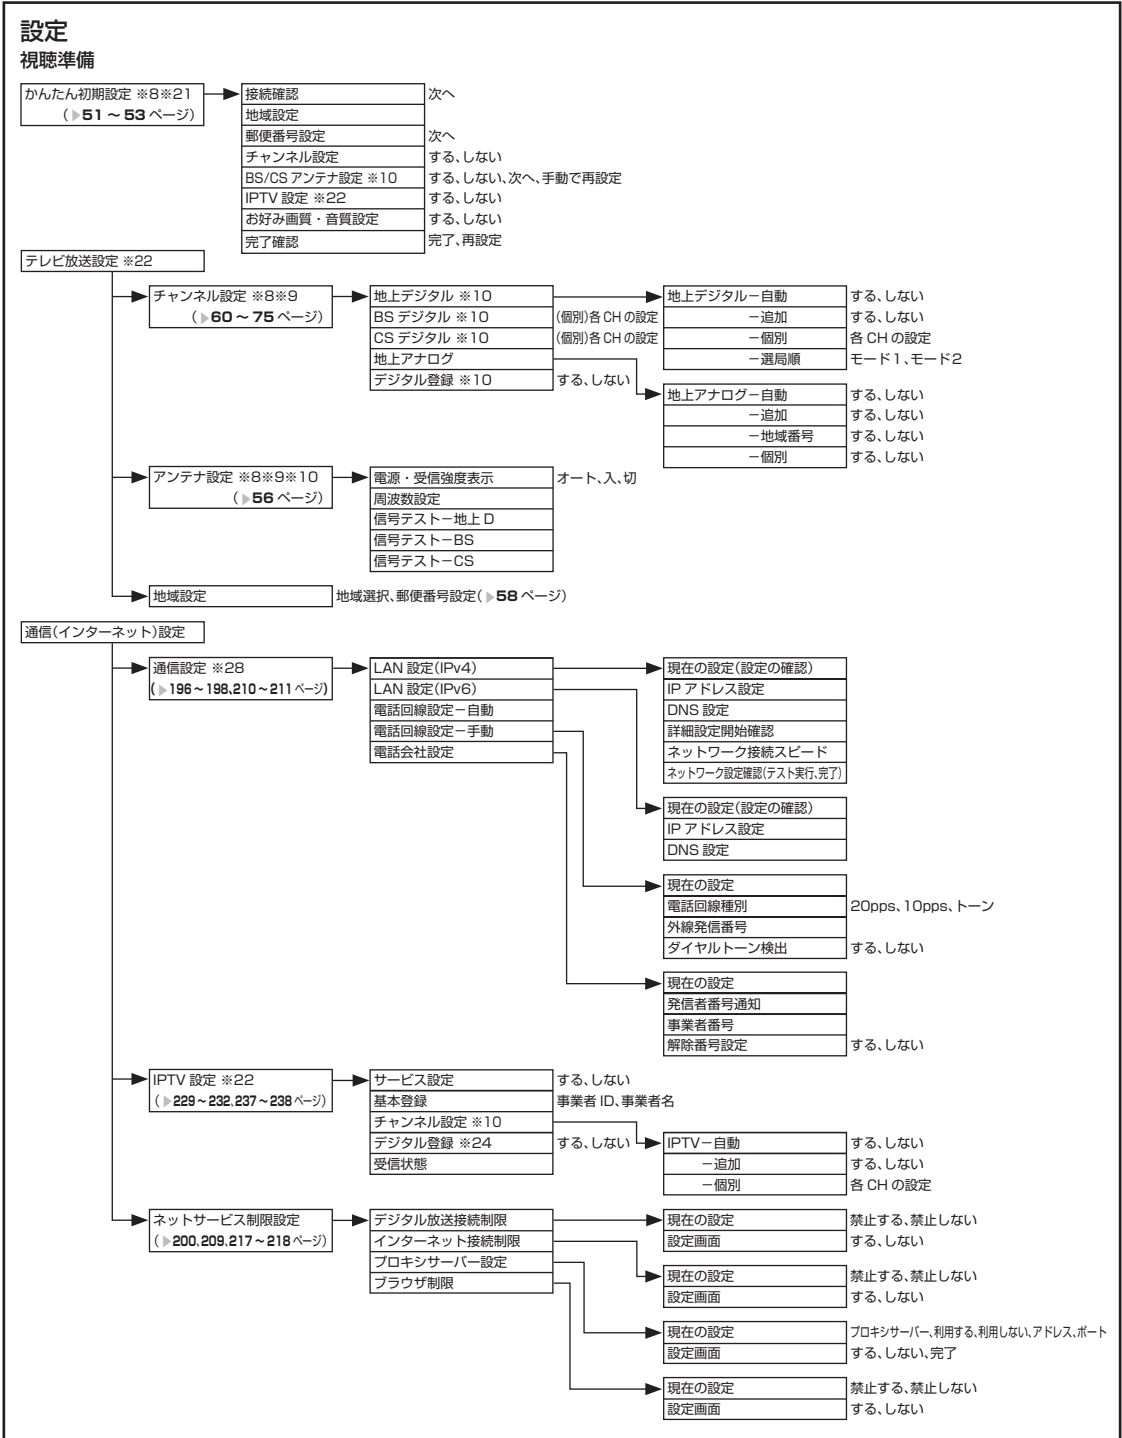 設定
視聴準備
かんたん初期設定 ※8※21
(▶51～53ページ)
接続確認 次へ
地域設定
郵便番号設定 次へ
チャンネル設定 する、しない
BS/CS アンテナ設定 ※10 する、しない、次へ、手動で再設定
IPTV 設定 ※22 する、しない
お好み画質・音質設定 する、しない
完了確認 完了、再設定
テレビ放送設定 ※22
チャンネル設定 ※8※9
(▶60～75ページ)
地上デジタル ※10
BS デジタル ※10 (個別)各 CH の設定
CS デジタル ※10 (個別)各 CH の設定
地上アナログ
デジタル登録 ※10 する、しない
地上デジタル－自動 する、しない
－追加 する、しない
－個別 各 CH の設定
－選局順 モード1、モード2
地上アナログ－自動 する、しない
－追加 する、しない
－地域番号 する、しない
－個別 する、しない
アンテナ設定 ※8※9※10
(▶56ページ)
電源・受信強度表示 オート、入、切
周波数設定
信号テスト－地上 D
信号テスト－BS
信号テスト－CS
地域設定 地域選択、郵便番号設定(▶58ページ)
通信(インターネット)設定
通信設定 ※28
(▶196～198、210～211ページ)
LAN 設定(IPv4)
LAN 設定(IPv6)
電話回線設定－自動
電話回線設定－手動
電話会社設定
現在の設定(設定の確認)
IP アドレス設定
DNS 設定
詳細設定開始確認
ネットワーク接続スピード
ネットワーク設定確認(テスト実行、完了)
現在の設定(設定の確認)
IP アドレス設定
DNS 設定
現在の設定
電話回線種別 20pps、10pps、トーン
外線発信番号
ダイヤルトーン検出 する、しない
現在の設定
発信者番号通知
事業者番号
解除番号設定 する、しない
IPTV 設定 ※22
(▶229～232、237～238ページ)
サービス設定 する、しない
基本登録 事業者 ID、事業者名
チャンネル設定 ※10
デジタル登録 ※24 する、しない
受信状態
IPTV－自動 する、しない
－追加 する、しない
－個別 各 CH の設定
ネットサービス制限設定
(▶200、209、217～218ページ)
デジタル放送接続制限
インターネット接続制限
プロキシサーバー設定
ブラウザ制限
現在の設定 禁止する、禁止しない
設定画面 する、しない
現在の設定 禁止する、禁止しない
設定画面 する、しない
現在の設定 プロキシサーバー、利用する、利用しない、アドレス、ポート
設定画面 する、しない、完了
現在の設定 禁止する、禁止しない
設定画面 する、しない